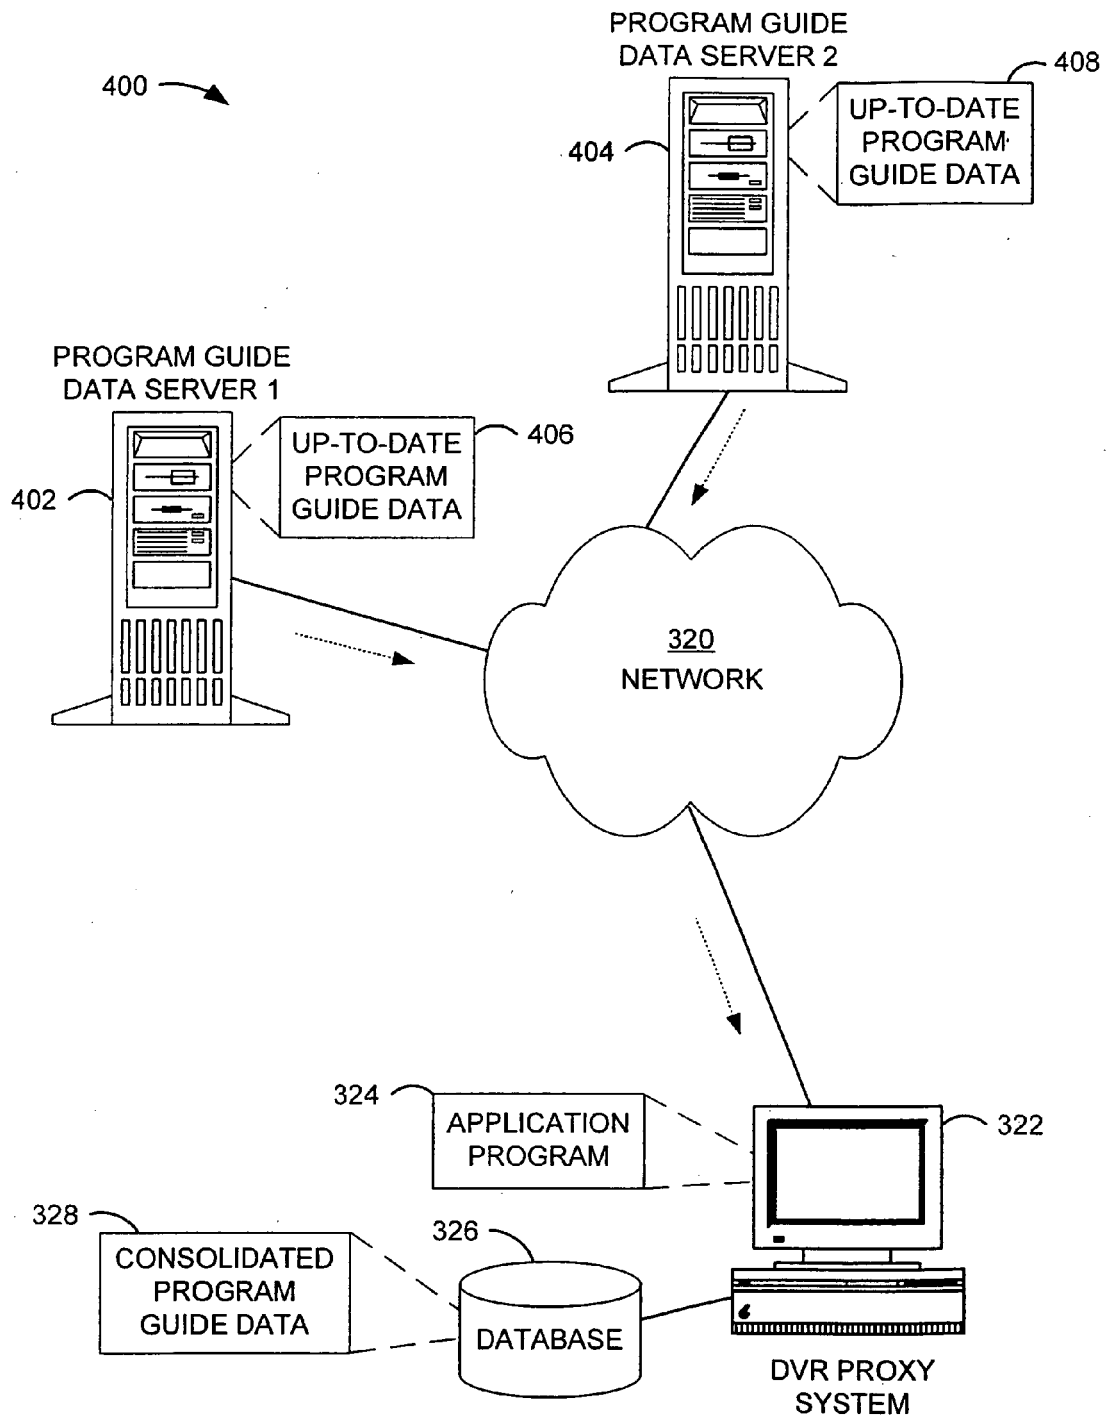 PROGRAM GUIDE
DATA SERVER 2
400
408
UP-TO-DATE
PROGRAM
GUIDE DATA
404
PROGRAM GUIDE
DATA SERVER 1
406
UP-TO-DATE
PROGRAM
GUIDE DATA
402
320
NETWORK
324
APPLICATION
PROGRAM
322
328
CONSOLIDATED
PROGRAM
GUIDE DATA
326
DATABASE
DVR PROXY
SYSTEM